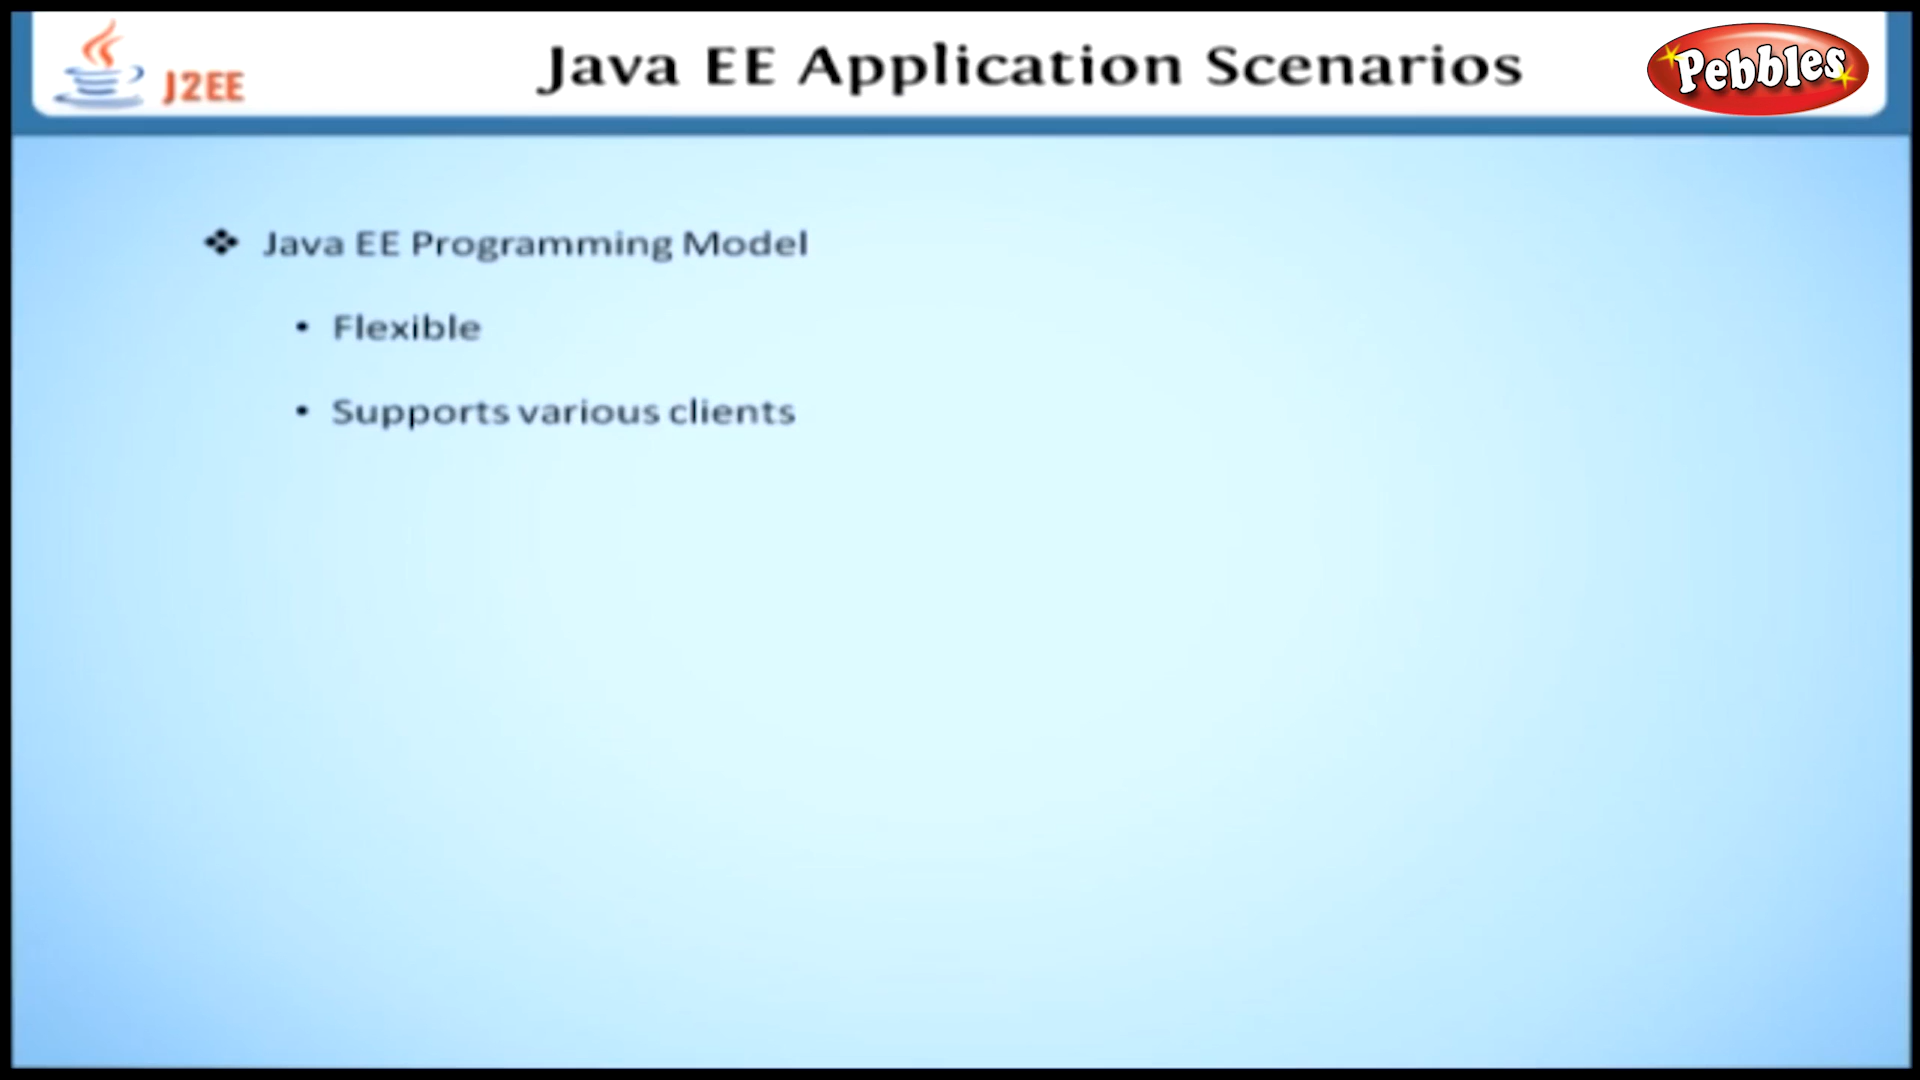 J2EE
Java EE Application Scenarios
Pebbles
❖ Java EE Programming Model
• Flexible
• Supports various clients